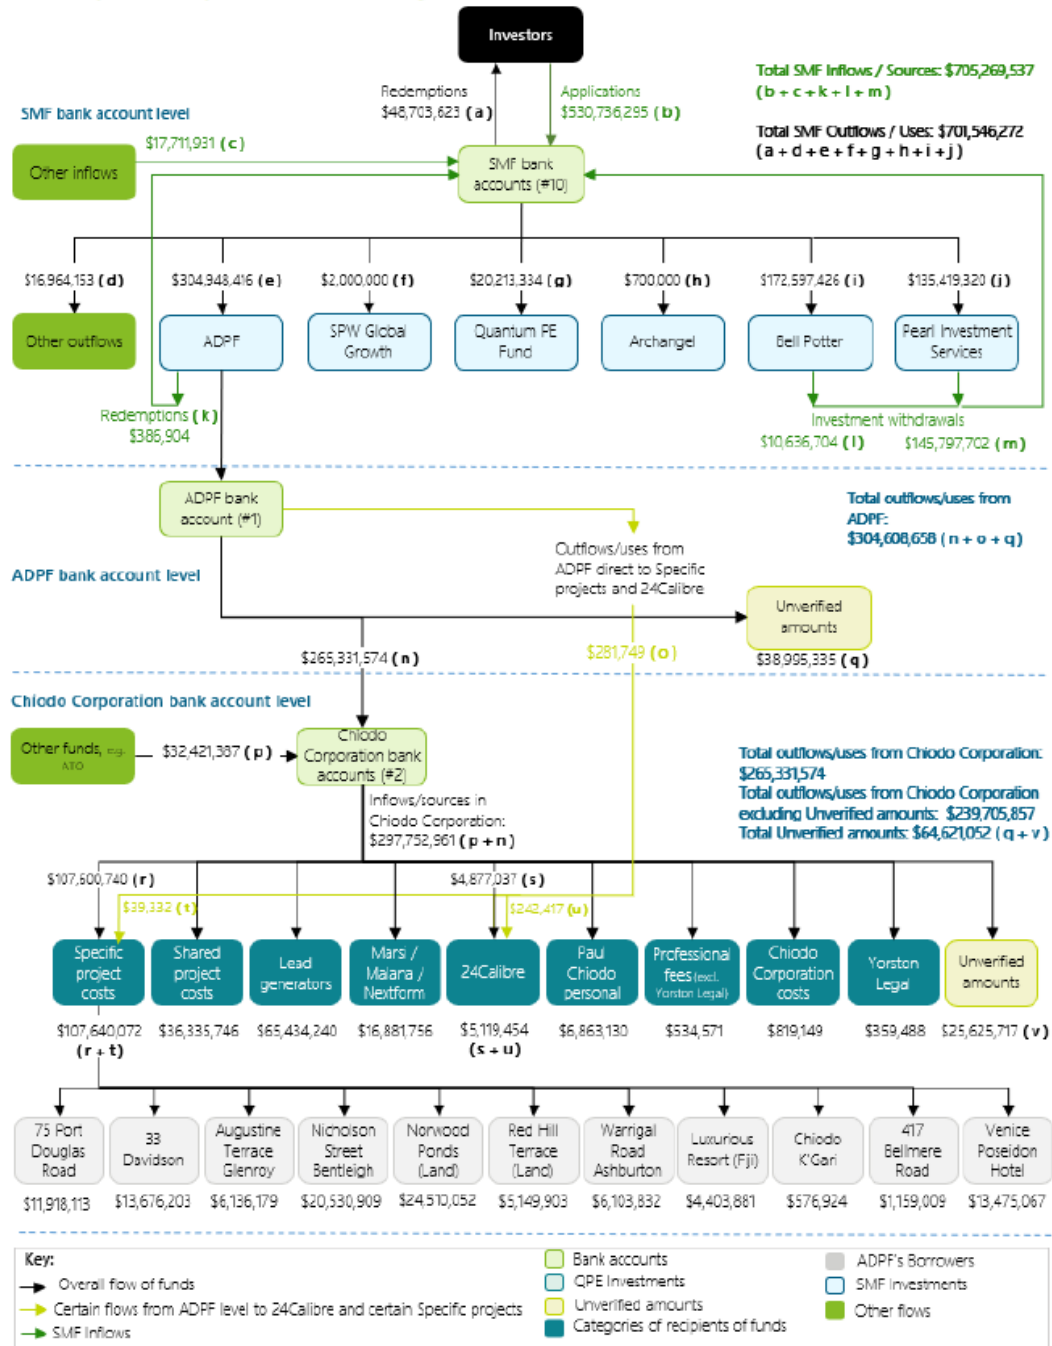 Investors
Redemptions
$48,703,623 (a)
Applications
$530,736,295 (b)
Total SMF Inflows / Sources: $705,269,537
(b + c + k + l + m)
Total SMF Outflows / Uses: $701,546,272
(a + d + e + f + g + h + i + j)
SMF bank account level
$17,711,931 (c)
Other inflows
SMF bank
accounts (#10)
$16,964,153 (d)
$304,948,416 (e)
$2,000,000 (f)
$20,213,334 (g)
$700,000 (h)
$172,597,426 (i)
$135,419,320 (j)
Other outflows
ADPF
SPW Global
Growth
Quantum PE
Fund
Archangel
Bell Potter
Pearl Investment
Services
Redemptions (k)
$386,904
Investment withdrawals
$10,636,704 (l)
$145,797,702 (m)
ADPF bank
account (#1)
Total outflows/uses from
ADPF:
$304,608,658 (n + o + q)
Outflows/uses from
ADPF direct to Specific
projects and 24Calibre
ADPF bank account level
Unverified
amounts
$265,331,574 (n)
$281,749 (o)
$38,995,335 (q)
Chiodo Corporation bank account level
Other funds, e.g.
ATO
$32,421,387 (p)
Chiodo
Corporation bank
accounts (#2)
Total outflows/uses from Chiodo Corporation:
$265,331,574
Total outflows/uses from Chiodo Corporation
excluding Unverified amounts: $239,705,857
Total Unverified amounts: $64,621,052 (q + v)
Inflows/sources in
Chiodo Corporation:
$297,752,961 (p + n)
$107,600,740 (r)
$4,877,037 (s)
$39,332 (t)
$242,417 (u)
Specific
project
costs
Shared
project
costs
Lead
generators
Marsi /
Maiana /
Nextform
24Calibre
Paul
Chiodo
personal
Professional
fees (excl.
Yorston Legal)
Chiodo
Corporation
costs
Yorston
Legal
Unverified
amounts
$107,640,072
(r + t)
$36,335,746
$65,434,240
$16,881,756
$5,119,454
(s + u)
$6,863,130
$534,571
$819,149
$359,488
$25,625,717 (v)
75 Port
Douglas
Road
33
Davidson
Augustine
Terrace
Glenroy
Nicholson
Street
Bentleigh
Norwood
Ponds
(Land)
Red Hill
Terrace
(Land)
Warrigal
Road
Ashburton
Luxurious
Resort (Fiji)
Chiodo
K'Gari
417
Bellmere
Road
Venice
Poseidon
Hotel
$11,918,113
$13,676,203
$6,136,179
$20,530,909
$24,510,052
$5,149,903
$6,103,832
$4,403,881
$576,924
$1,159,009
$13,475,067
Key:
Overall flow of funds
Certain flows from ADPF level to 24Calibre and certain Specific projects
SMF Inflows
Bank accounts
QPE Investments
Unverified amounts
Categories of recipients of funds
ADPF's Borrowers
SMF Investments
Other flows